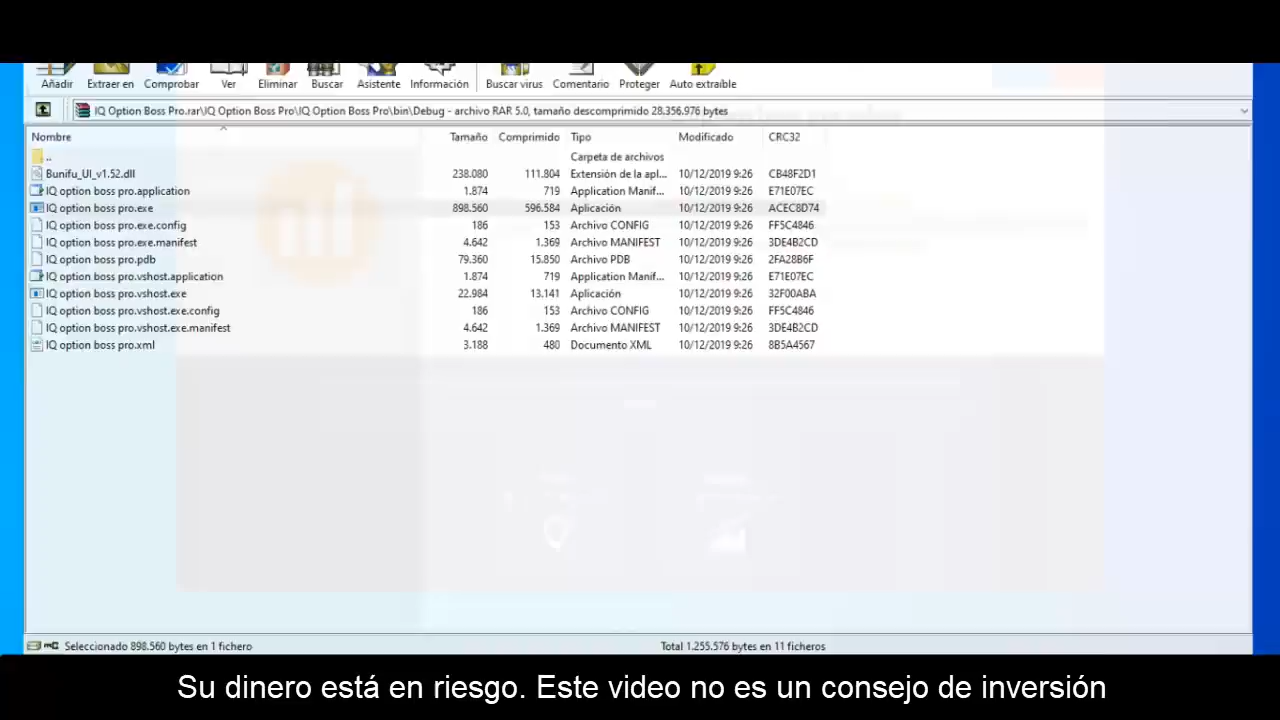 Añadir Extraer en Comprobar Ver Eliminar Buscar Asistente Información Buscar virus Comentario Proteger Auto extraíble
IQ Option Boss Pro.rar\IQ Option Boss Pro\IQ Option Boss Pro\bin\Debug - archivo RAR 5.0, tamaño descomprimido 28.356.976 bytes
Nombre Tamaño Comprimido Tipo Modificado CRC32
.. Carpeta de archivos
Bunifu_UI_v1.52.dll 238.080 111.804 Extensión de la apl... 10/12/2019 9:26 CB48F2D1
IQ option boss pro.application 1.874 719 Application Manif... 10/12/2019 9:26 E71E07EC
IQ option boss pro.exe 898.560 596.584 Aplicación 10/12/2019 9:26 ACEC8D74
IQ option boss pro.exe.config 186 153 Archivo CONFIG 10/12/2019 9:26 FF5C4846
IQ option boss pro.exe.manifest 4.642 1.369 Archivo MANIFEST 10/12/2019 9:26 3DE4B2CD
IQ option boss pro.pdb 79.360 15.850 Archivo PDB 10/12/2019 9:26 2FA28B6F
IQ option boss pro.vshost.application 1.874 719 Application Manif... 10/12/2019 9:26 E71E07EC
IQ option boss pro.vshost.exe 22.984 13.141 Aplicación 10/12/2019 9:26 32F00ABA
IQ option boss pro.vshost.exe.config 186 153 Archivo CONFIG 10/12/2019 9:26 FF5C4846
IQ option boss pro.vshost.exe.manifest 4.642 1.369 Archivo MANIFEST 10/12/2019 9:26 3DE4B2CD
IQ option boss pro.xml 3.188 480 Documento XML 10/12/2019 9:26 8B5A4567
Seleccionado 898.560 bytes en 1 fichero Total 1.255.576 bytes en 11 ficheros
Su dinero está en riesgo. Este video no es un consejo de inversión